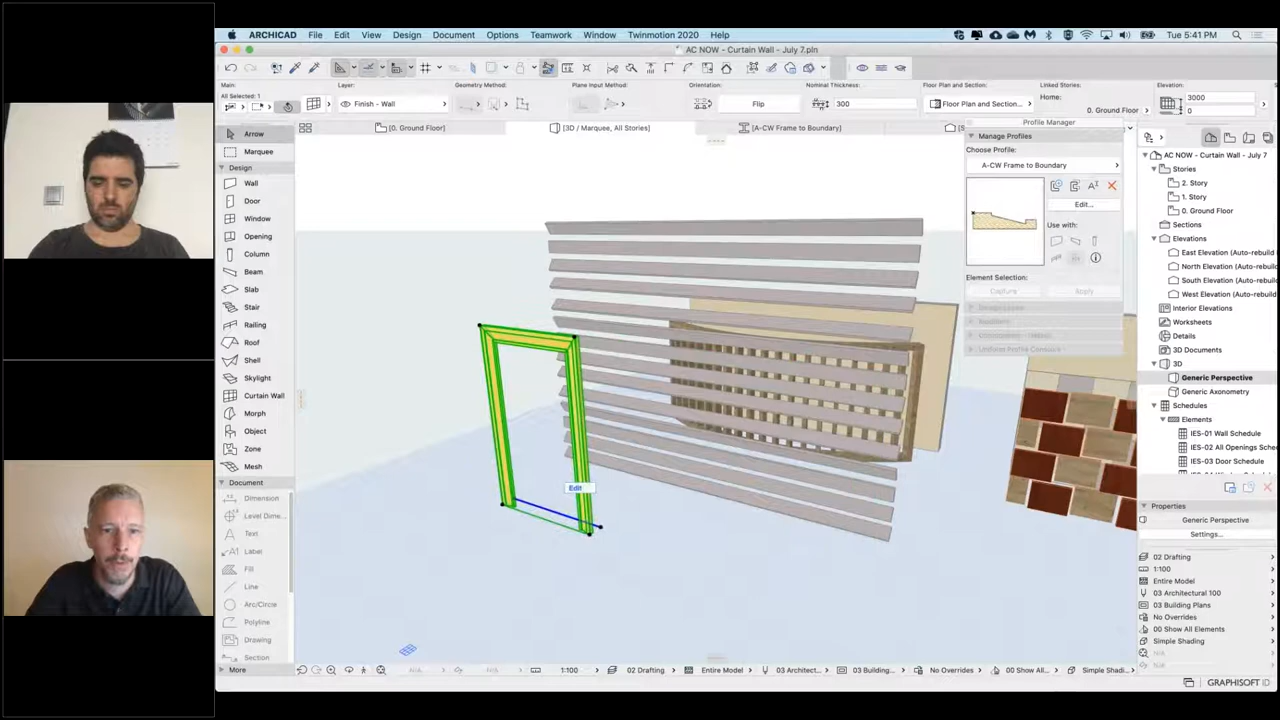 ARCHICAD File Edit View Design Document Options Teamwork Window Twinmotion 2020 Help
Tue 5:41 PM
AC NOW - Curtain Wall - July 7.pln
Main:
All Selected: 1
Layer:
Finish - Wall
Geometry Method:
Plane Input Method:
Orientation:
Flip
Nominal Thickness:
300
Floor Plan and Section:
Floor Plan and Section...
Linked Stories:
Home:
0. Ground Floor
Elevation:
3000
0
[0. Ground Floor]
[3D / Marquee, All Stories]
[A-CW Frame to Boundary]
Arrow
Marquee
Design
Wall
Door
Window
Opening
Column
Beam
Slab
Stair
Railing
Roof
Shell
Skylight
Curtain Wall
Morph
Object
Zone
Mesh
Document
Dimension
Level Dime...
Text
Label
Fill
Line
Arc/Circle
Polyline
Drawing
Section
More
Edit
Profile Manager
Manage Profiles
Choose Profile:
A-CW Frame to Boundary
Edit...
Use with:
Element Selection:
Capture
Apply
AC NOW - Curtain Wall - July 7
Stories
2. Story
1. Story
0. Ground Floor
Sections
Elevations
East Elevation (Auto-rebuild
North Elevation (Auto-rebuild
South Elevation (Auto-rebuild
West Elevation (Auto-rebuild
Interior Elevations
Worksheets
Details
3D Documents
3D
Generic Perspective
Generic Axonometry
Schedules
Elements
IES-01 Wall Schedule
IES-02 All Openings Sche
IES-03 Door Schedule
Properties
Generic Perspective
Settings...
02 Drafting
1:100
Entire Model
03 Architectural 100
03 Building Plans
No Overrides
00 Show All Elements
Simple Shading
N/A
N/A
N/A
N/A
1:100
02 Drafting
Entire Model
03 Architect...
03 Building...
No Overrides
00 Show All...
Simple Shadi...
GRAPHISOFT ID